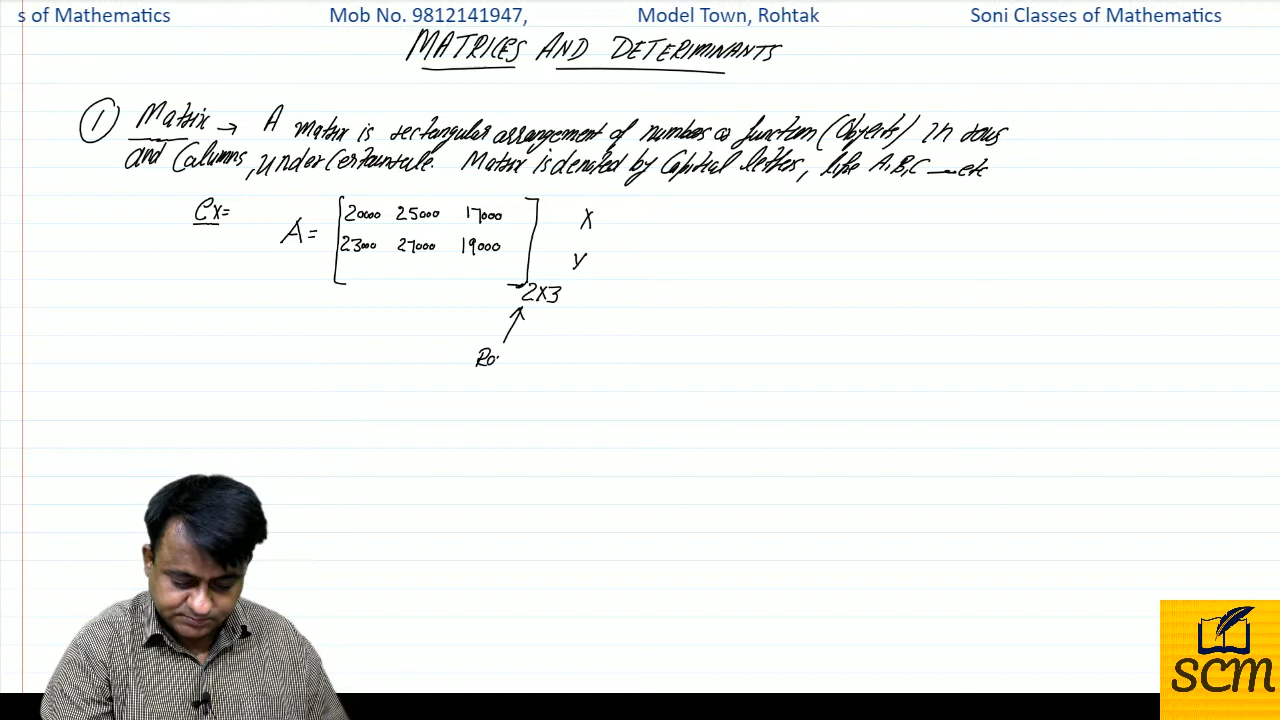 s of Mathematics Mob No. 9812141947, Model Town, Rohtak Soni Classes of Mathematics
MATRICES AND DETERIMINANTS
1 Matrix → A matrix is rectangular arrangement of numbers or function (Objects) in rows
and Columns, under Certain rule. Matrix is denoted by Capital letters, like A, B, C — etc
Ex=
A = [ 20000 25000 17000 ] X
23000 27000 19000 Y
2X3
Ro
SCM